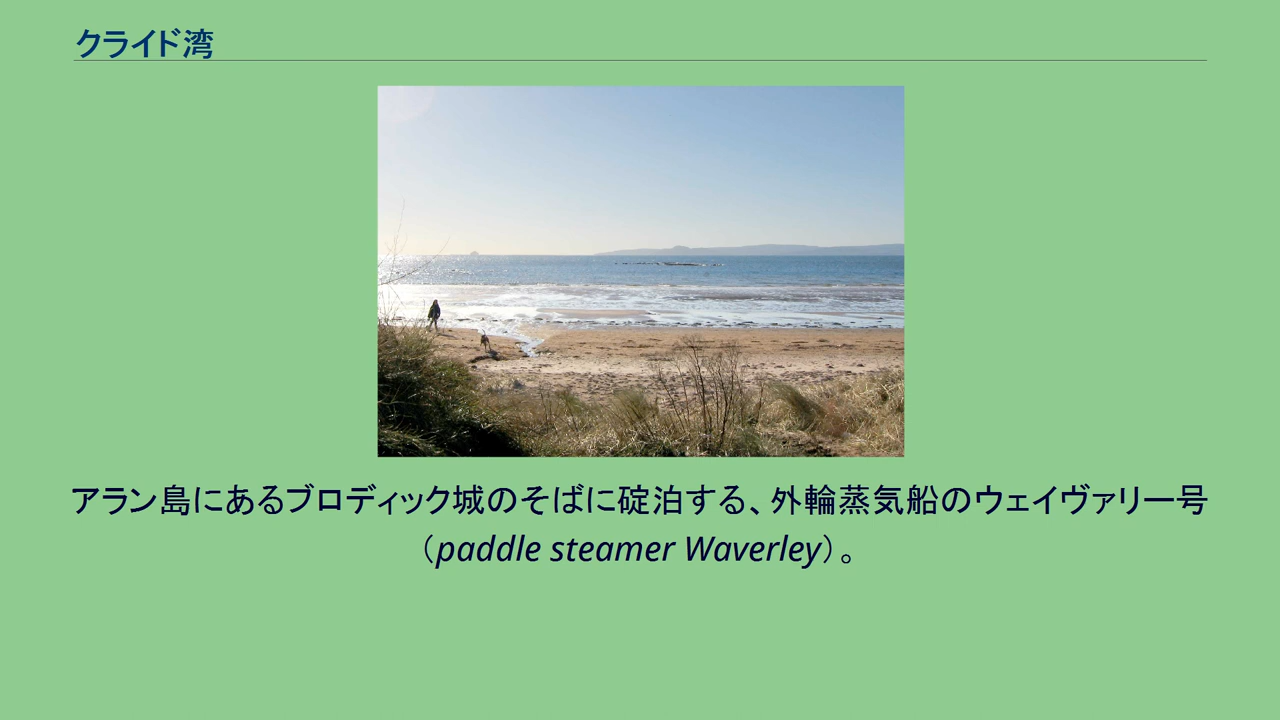 クライド湾
アラン島にあるブロディック城のそばに碇泊する、外輪蒸気船のウェイヴァリー号
（paddle steamer Waverley）。